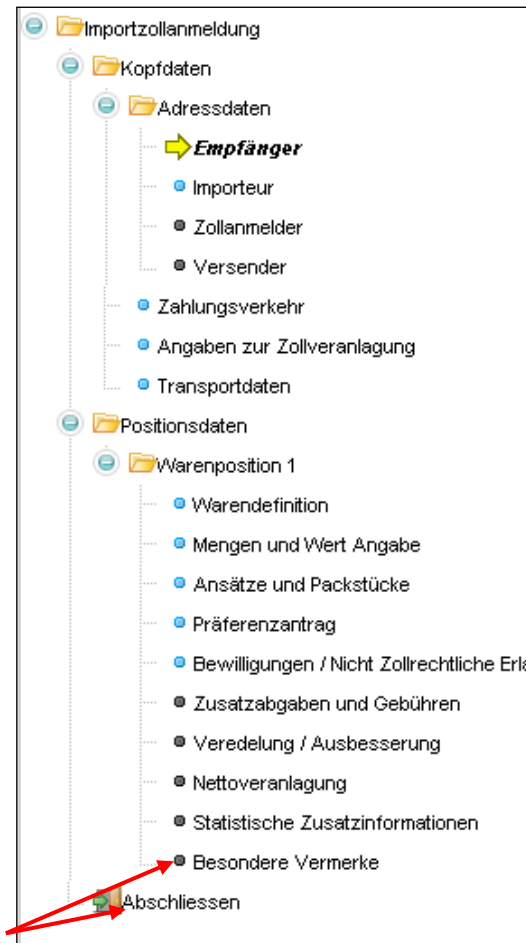 Importzollanmeldung
Kopfdaten
Adressdaten
Empfänger
Importeur
Zollanmelder
Versender
Zahlungsverkehr
Angaben zur Zollveranlagung
Transportdaten
Positionsdaten
Warenposition 1
Warendefinition
Mengen und Wert Angabe
Ansätze und Packstücke
Präferenzantrag
Bewilligungen / Nicht Zollrechtliche Erla
Zusatzabgaben und Gebühren
Veredelung / Ausbesserung
Nettoveranlagung
Statistische Zusatzinformationen
Besondere Vermerke
Abschliessen